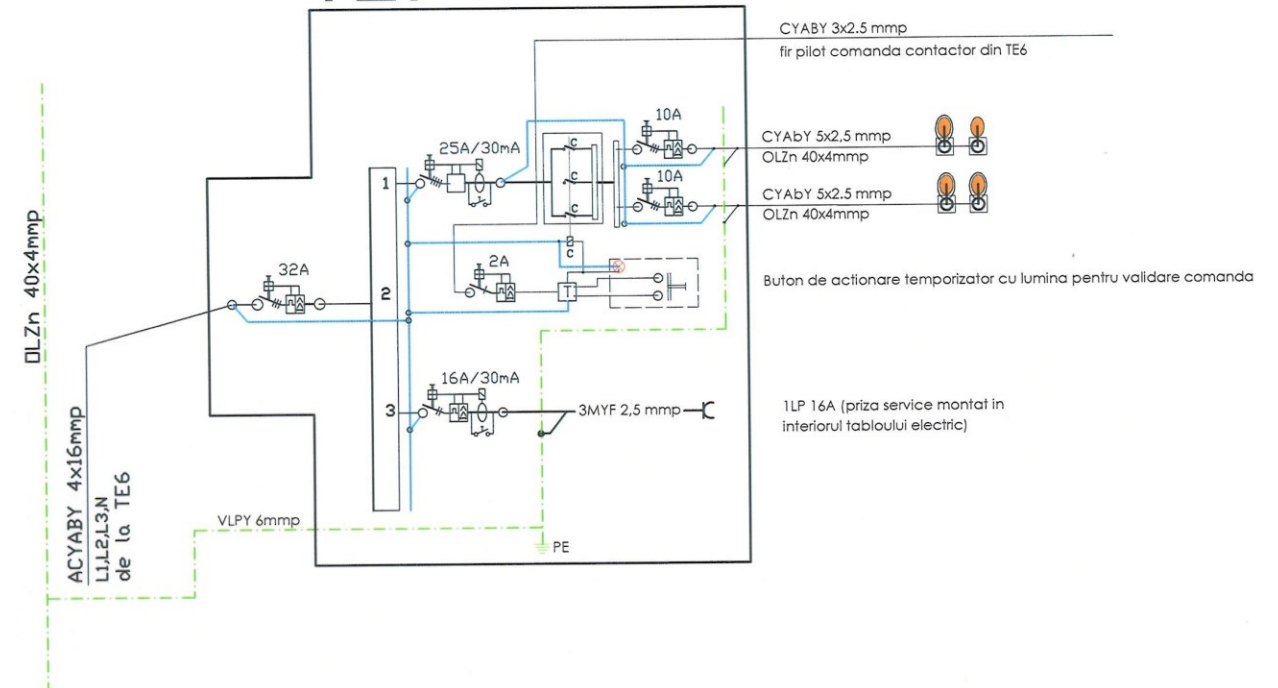 CYABY 3x2.5 mmp
fir pilot comanda contactor din TE6
10A
CYAbY 5x2,5 mmp
OLZn 40x4mmp
25A/30mA
C
1
C
10A
CYAbY 5x2.5 mmp
OLZn 40x4mmp
C
C
OLZn 40x4mmp
32A
2
2A
T
Buton de actionare temporizator cu lumina pentru validare comanda
16A/30mA
3
3MYF 2,5 mmp
1LP 16A (priza service montat in
interiorul tabloului electric)
ACYABY 4x16mmp
L1,L2,L3,N
de la TE6
VLPY 6mmp
PE